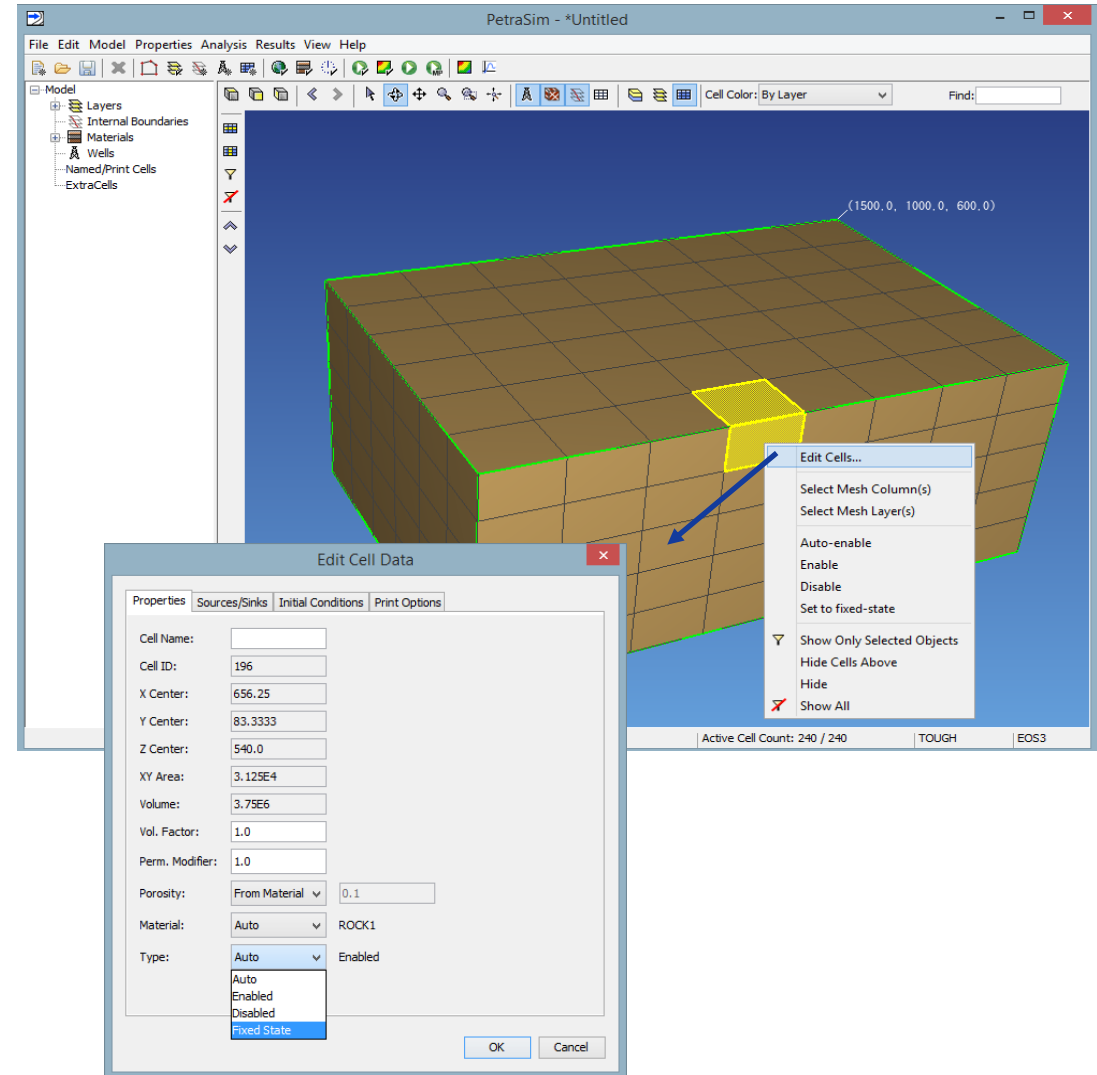 PetraSim - *Untitled
File Edit Model Properties Analysis Results View Help
Cell Color: By Layer
Find:
Model
Layers
Internal Boundaries
Materials
Wells
Named/Print Cells
ExtraCells
(1500.0, 1000.0, 600.0)
Edit Cells...
Select Mesh Column(s)
Select Mesh Layer(s)
Auto-enable
Enable
Disable
Set to fixed-state
Show Only Selected Objects
Hide Cells Above
Hide
Show All
Active Cell Count: 240 / 240 TOUGH EOS3
Edit Cell Data
Properties Sources/Sinks Initial Conditions Print Options
Cell Name:
Cell ID: 196
X Center: 656.25
Y Center: 83.3333
Z Center: 540.0
XY Area: 3.125E4
Volume: 3.75E6
Vol. Factor: 1.0
Perm. Modifier: 1.0
Porosity: From Material 0.1
Material: Auto ROCK1
Type: Auto Enabled
Auto
Enabled
Disabled
Fixed State
OK Cancel